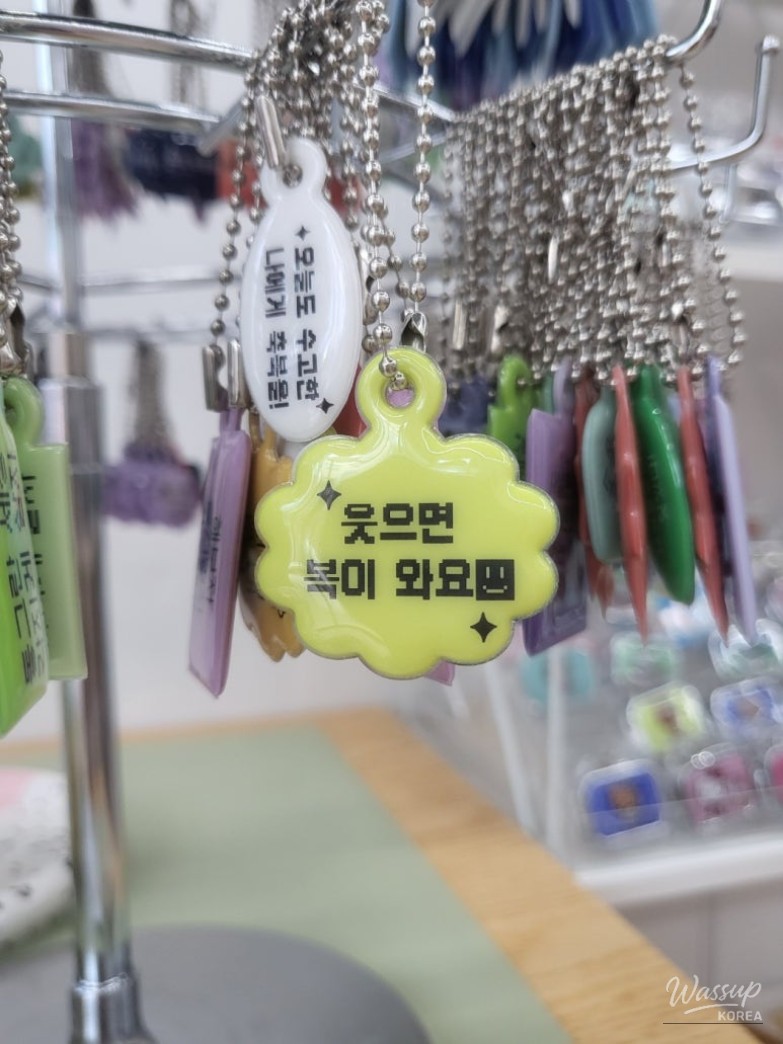 오늘도 수고한
나에게 축복을!
웃으면
복이 와요
Wassup
KOREA